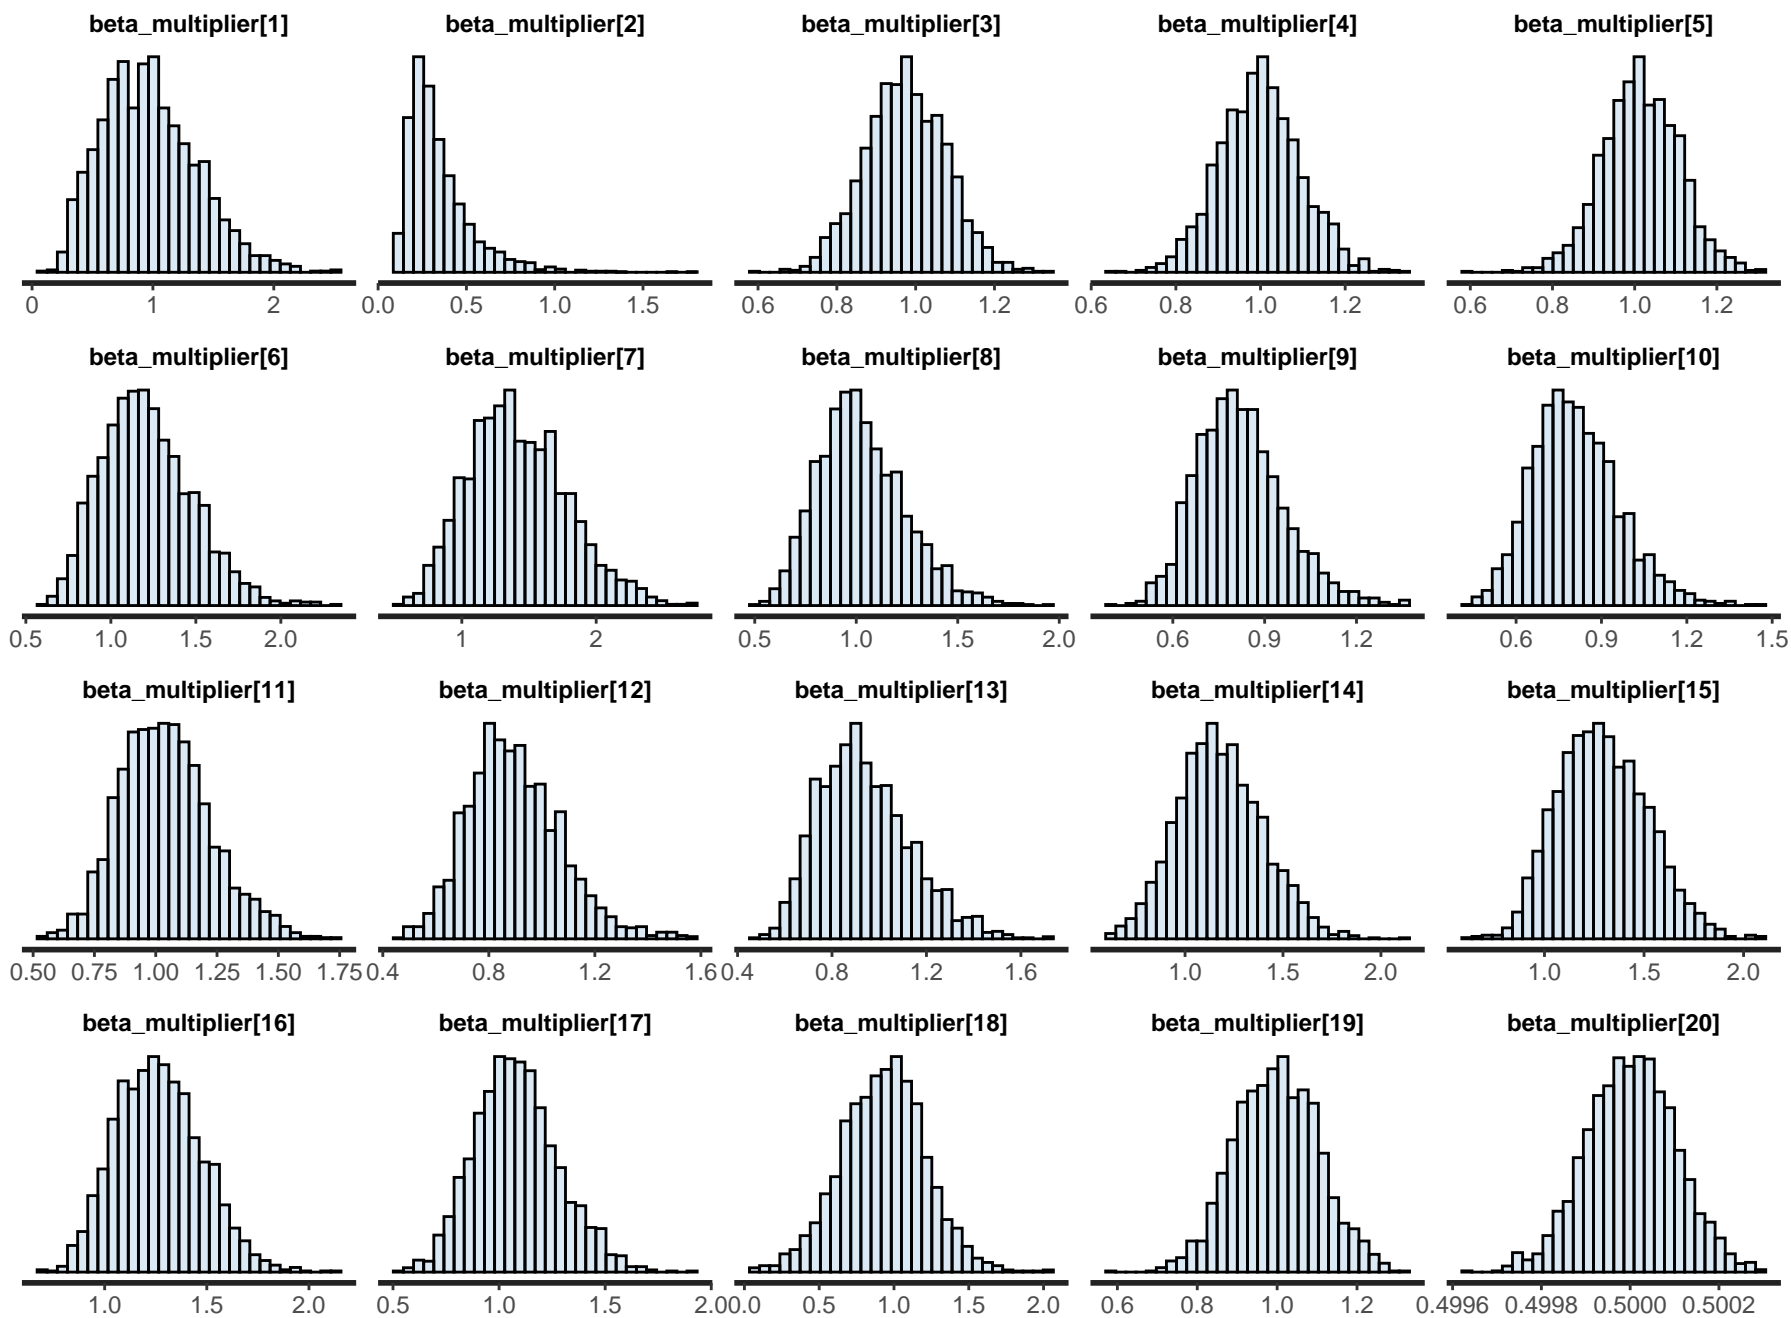 beta_multiplier[1] beta_multiplier[2] beta_multiplier[3] beta_multiplier[4] beta_multiplier[5]
0 1 2 0.0 0.5 1.0 1.5 0.6 0.8 1.0 1.2 0.6 0.8 1.0 1.2 0.6 0.8 1.0 1.2
beta_multiplier[6] beta_multiplier[7] beta_multiplier[8] beta_multiplier[9] beta_multiplier[10]
0.5 1.0 1.5 2.0 1 2 0.5 1.0 1.5 2.0 0.6 0.9 1.2 0.6 0.9 1.2 1.5
beta_multiplier[11] beta_multiplier[12] beta_multiplier[13] beta_multiplier[14] beta_multiplier[15]
0.50 0.75 1.00 1.25 1.50 1.75 0.4 0.8 1.2 1.6 0.4 0.8 1.2 1.6 1.0 1.5 2.0 1.0 1.5 2.0
beta_multiplier[16] beta_multiplier[17] beta_multiplier[18] beta_multiplier[19] beta_multiplier[20]
1.0 1.5 2.0 0.5 1.0 1.5 2.0 0.0 0.5 1.0 1.5 2.0 0.6 0.8 1.0 1.2 0.4996 0.4998 0.5000 0.5002